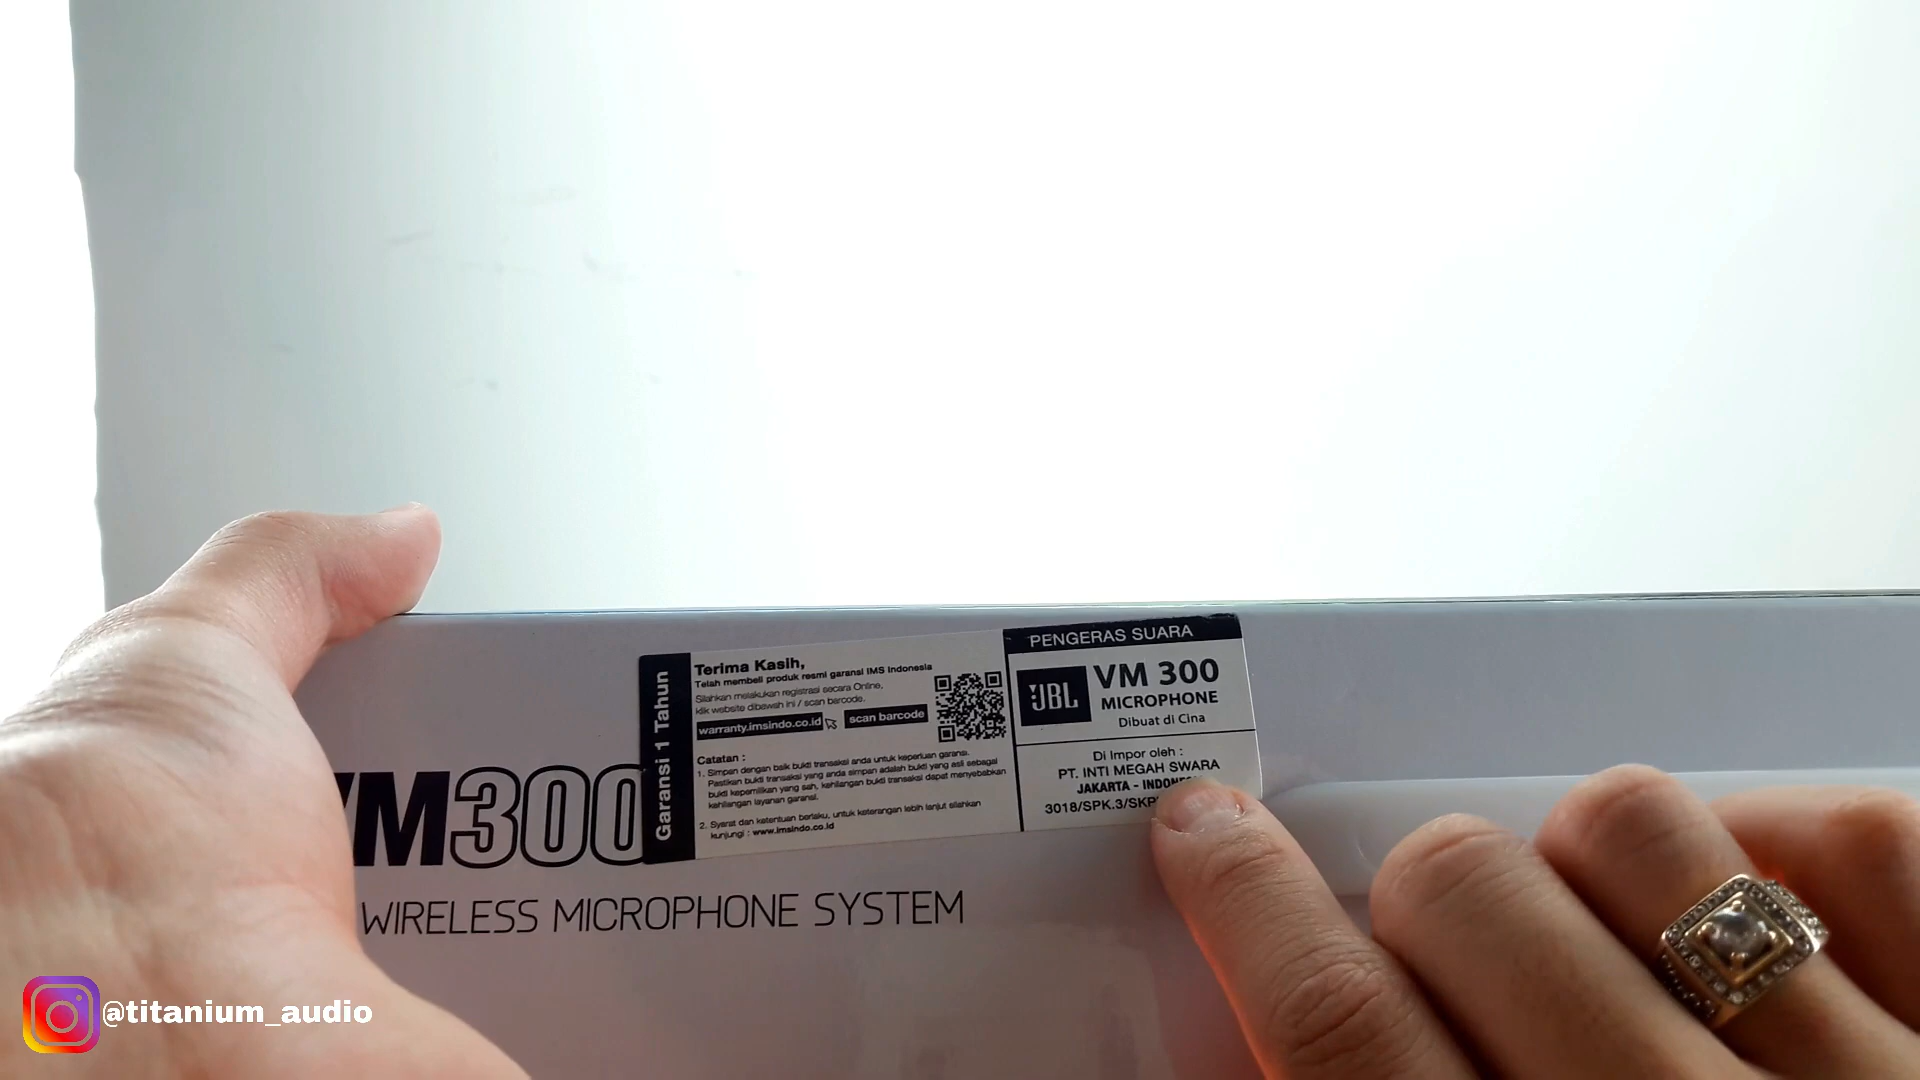 VM300
WIRELESS MICROPHONE SYSTEM
Garansi 1 Tahun
Terima Kasih,
Telah membeli produk resmi garansi IMS Indonesia
Silahkan melakukan registrasi secara Online,
klik website dibawah ini / scan barcode.
warranty.imsindo.co.id scan barcode
Catatan :
1. Simpan dengan baik bukti transaksi anda untuk keperluan garansi.
Pastikan bukti transaksi yang anda simpan adalah bukti yang asli sebagai
bukti kepemilikan yang sah, kehilangan bukti transaksi dapat menyebabkan
kehilangan layanan garansi.
2. Syarat dan ketentuan berlaku, untuk keterangan lebih lanjut silahkan
kunjungi : www.imsindo.co.id
PENGERAS SUARA
JBL
VM 300
MICROPHONE
Dibuat di Cina
Di Impor oleh :
PT. INTI MEGAH SWARA
JAKARTA - INDONESIA
3018/SPK.3/SKP
@titanium_audio